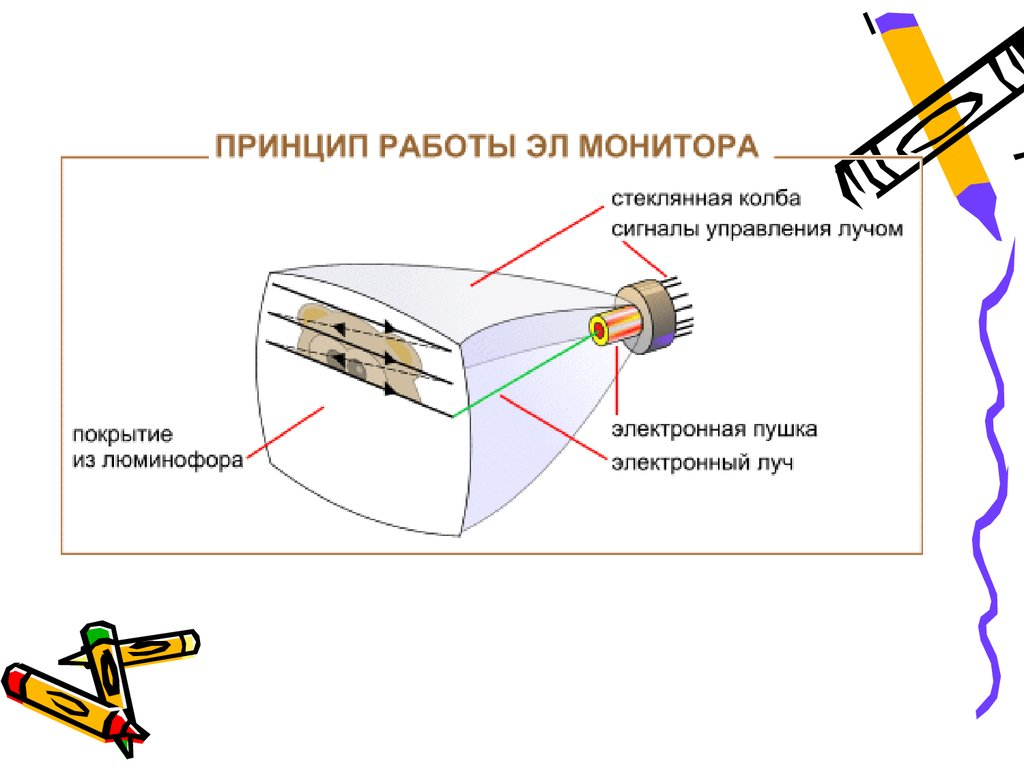 ПРИНЦИП РАБОТЫ ЭЛ МОНИТОРА
стеклянная колба
сигналы управления лучом
покрытие
из люминофора
электронная пушка
электронный луч